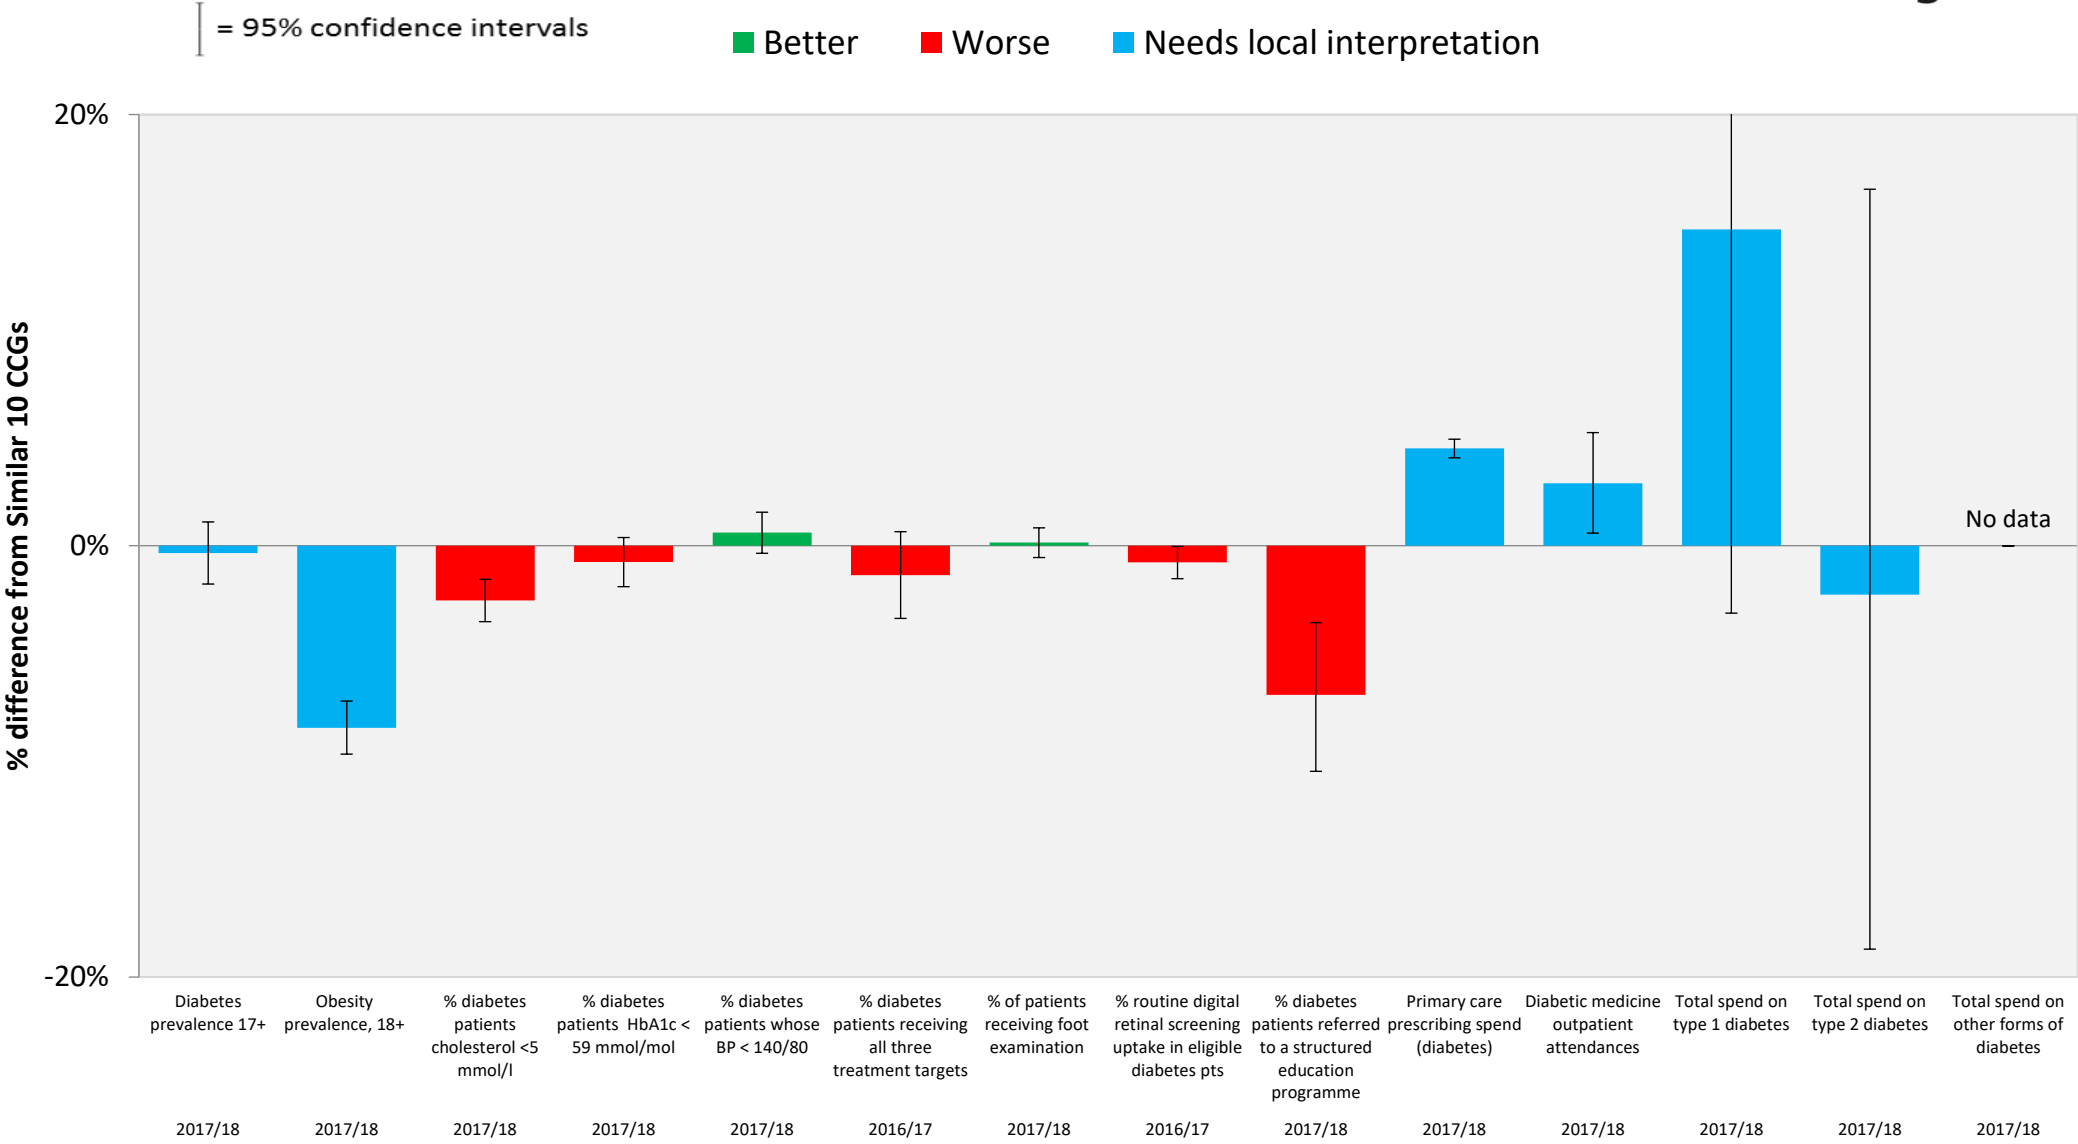 = 95% confidence intervals
Better
Worse
Needs local interpretation
20%
0%
-20%
% difference from Similar 10 CCGs
No data
Diabetes
prevalence 17+
2017/18
Obesity
prevalence, 18+
2017/18
% diabetes
patients
cholesterol <5
mmol/l
2017/18
% diabetes
patients HbA1c <
59 mmol/mol
2017/18
% diabetes
patients whose
BP < 140/80
2017/18
% diabetes
patients receiving
all three
treatment targets
2016/17
% of patients
receiving foot
examination
2017/18
% routine digital
retinal screening
uptake in eligible
diabetes pts
2016/17
% diabetes
patients referred
to a structured
education
programme
2017/18
Primary care
prescribing spend
(diabetes)
2017/18
Diabetic medicine
outpatient
attendances
2017/18
Total spend on
type 1 diabetes
2017/18
Total spend on
type 2 diabetes
2017/18
Total spend on
other forms of
diabetes
2017/18